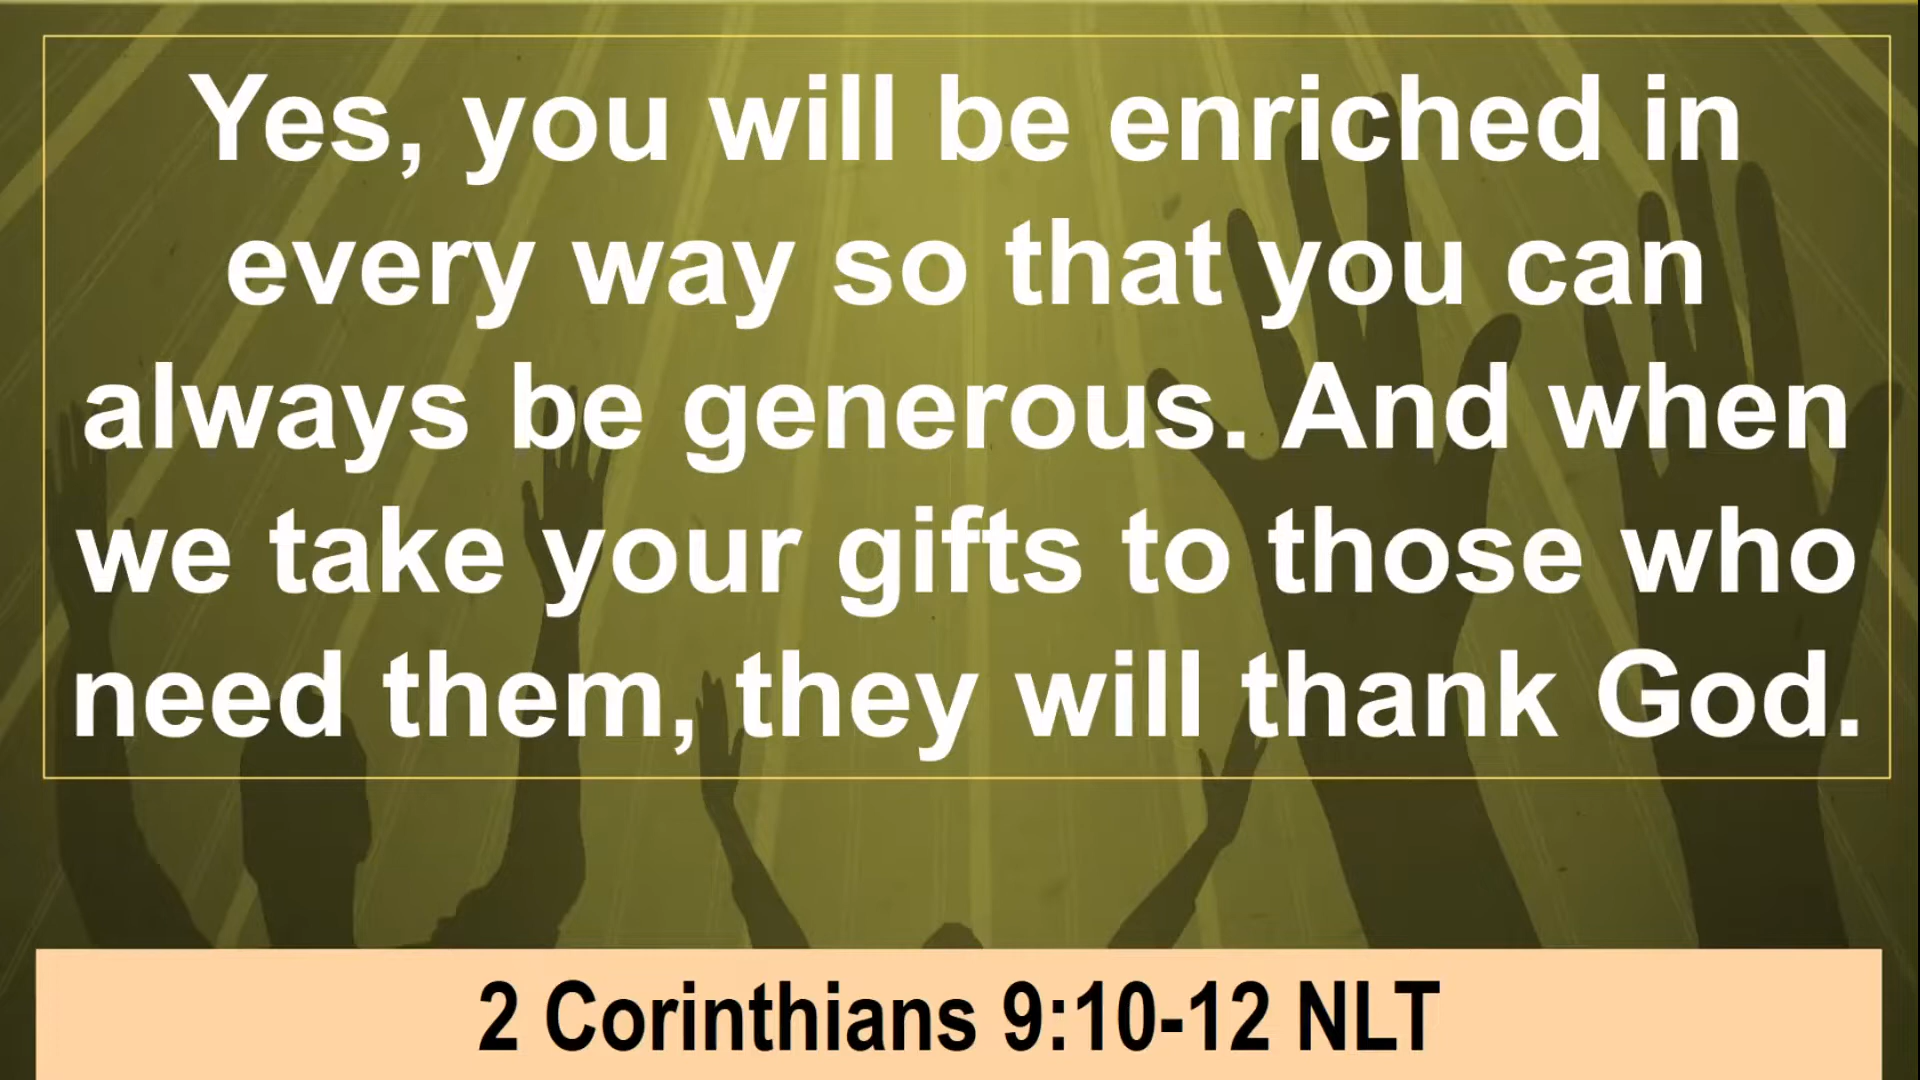 Yes, you will be enriched in
every way so that you can
always be generous. And when
we take your gifts to those who
need them, they will thank God.
2 Corinthians 9:10-12 NLT